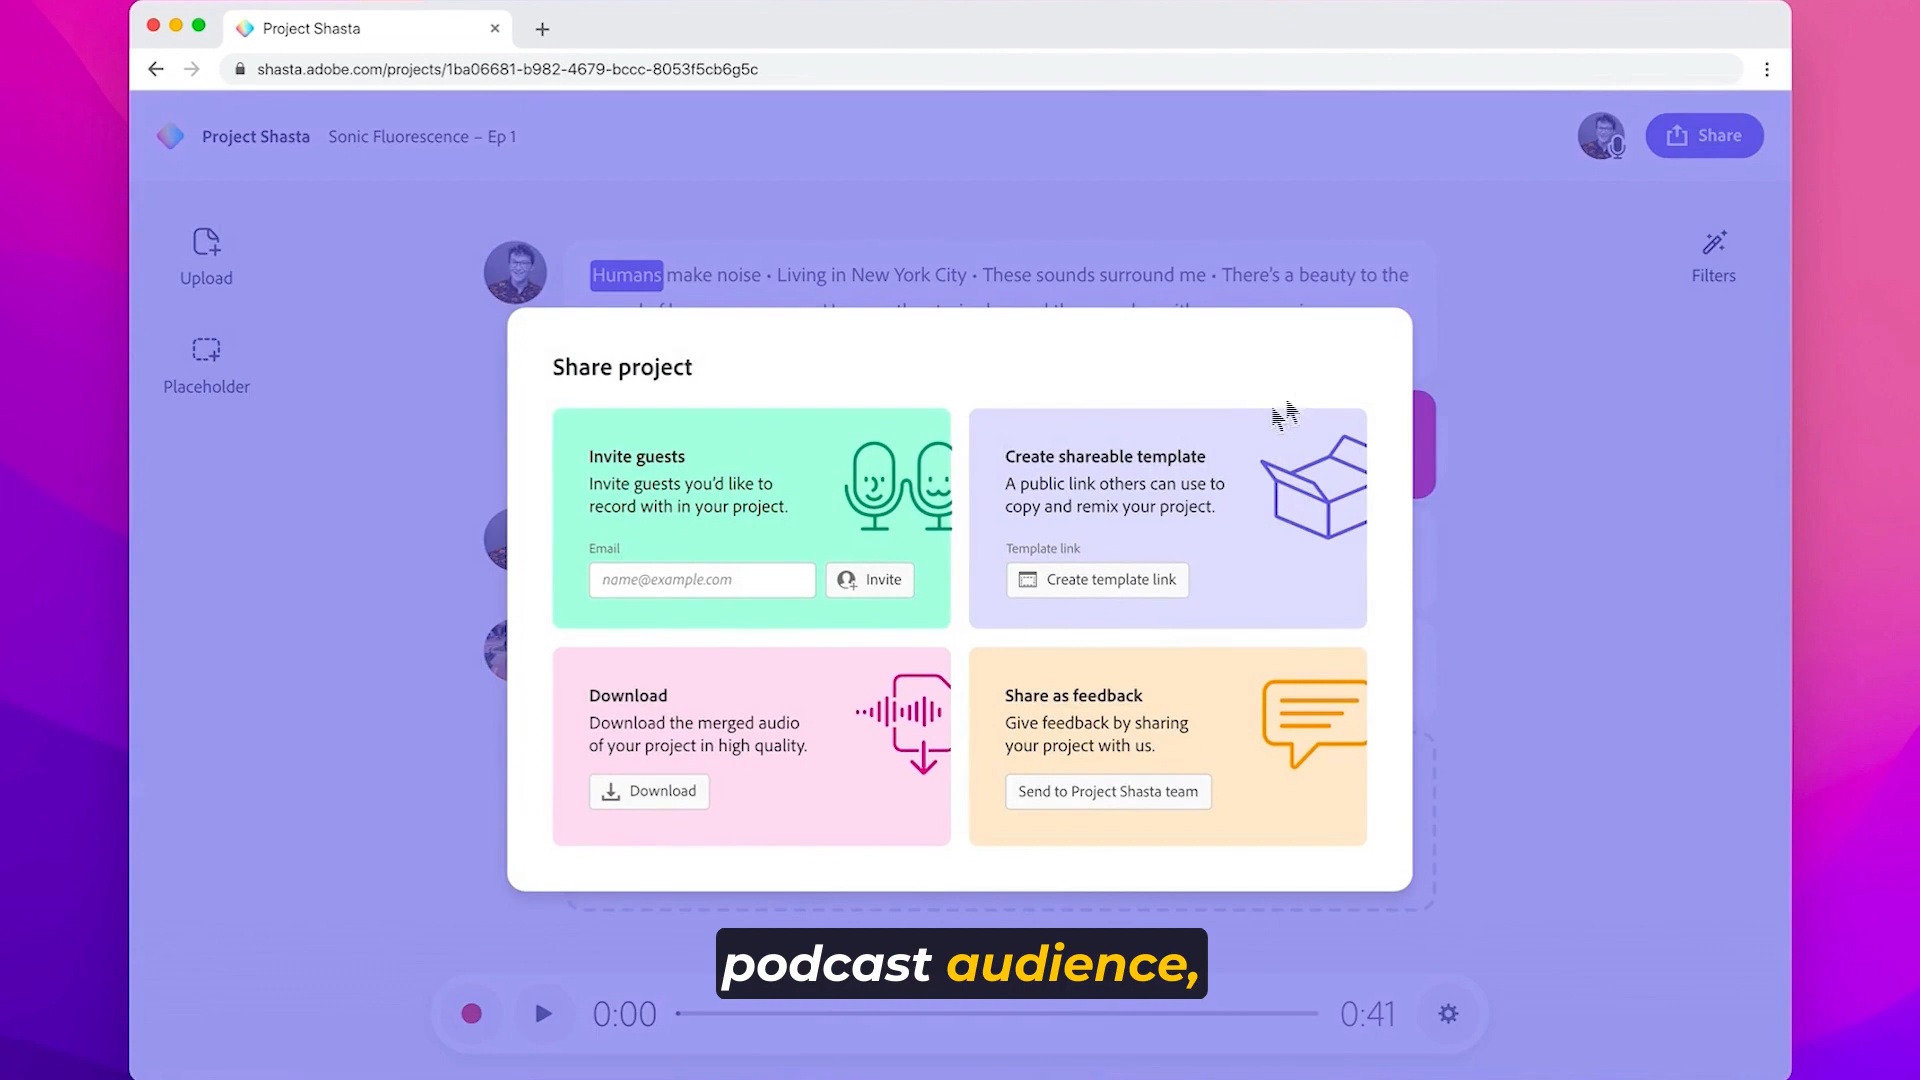 Project Shasta
shasta.adobe.com/projects/1ba06681-b982-4679-bccc-8053f5cb6g5c
Project Shasta Sonic Fluorescence – Ep 1
Share
Upload
Placeholder
Filters
Humans make noise • Living in New York City • These sounds surround me • There's a beauty to the
Share project
Invite guests
Invite guests you'd like to
record with in your project.
Email
name@example.com
Invite
Create shareable template
A public link others can use to
copy and remix your project.
Template link
Create template link
Download
Download the merged audio
of your project in high quality.
Download
Share as feedback
Give feedback by sharing
your project with us.
Send to Project Shasta team
podcast audience,
0:00
0:41